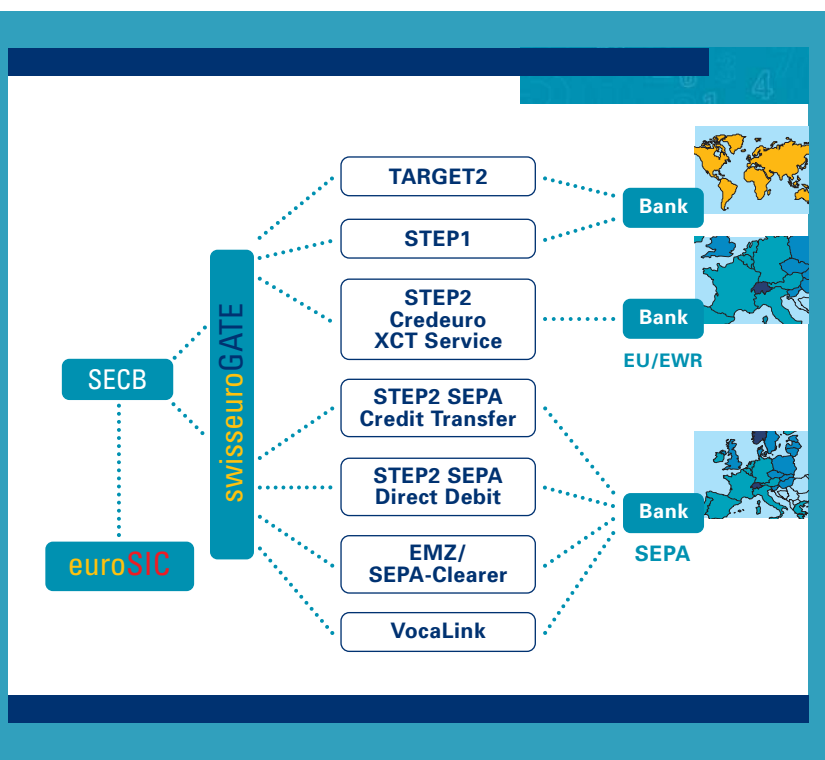 TARGET2
Bank
STEP1
STEP2
Credeuro
XCT Service
Bank
EU/EWR
SECB
swisseuroGATE
STEP2 SEPA
Credit Transfer
STEP2 SEPA
Direct Debit
Bank
SEPA
euroSIC
EMZ/
SEPA-Clearer
VocaLink